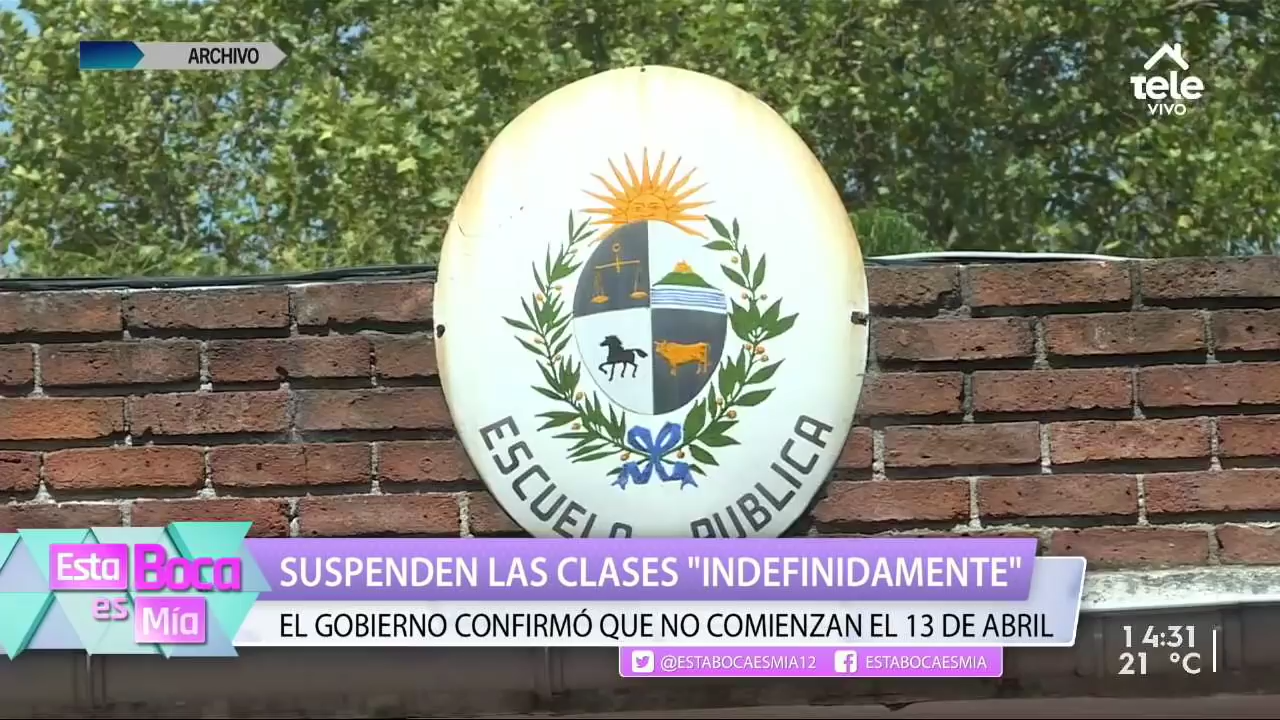 ARCHIVO
tele
VIVO
ESCUELA PUBLICA
Esta Boca
es Mía
SUSPENDEN LAS CLASES "INDEFINIDAMENTE"
EL GOBIERNO CONFIRMÓ QUE NO COMIENZAN EL 13 DE ABRIL
@ESTABOCAESMIA12 ESTABOCAESMIA
14:31
21 °C